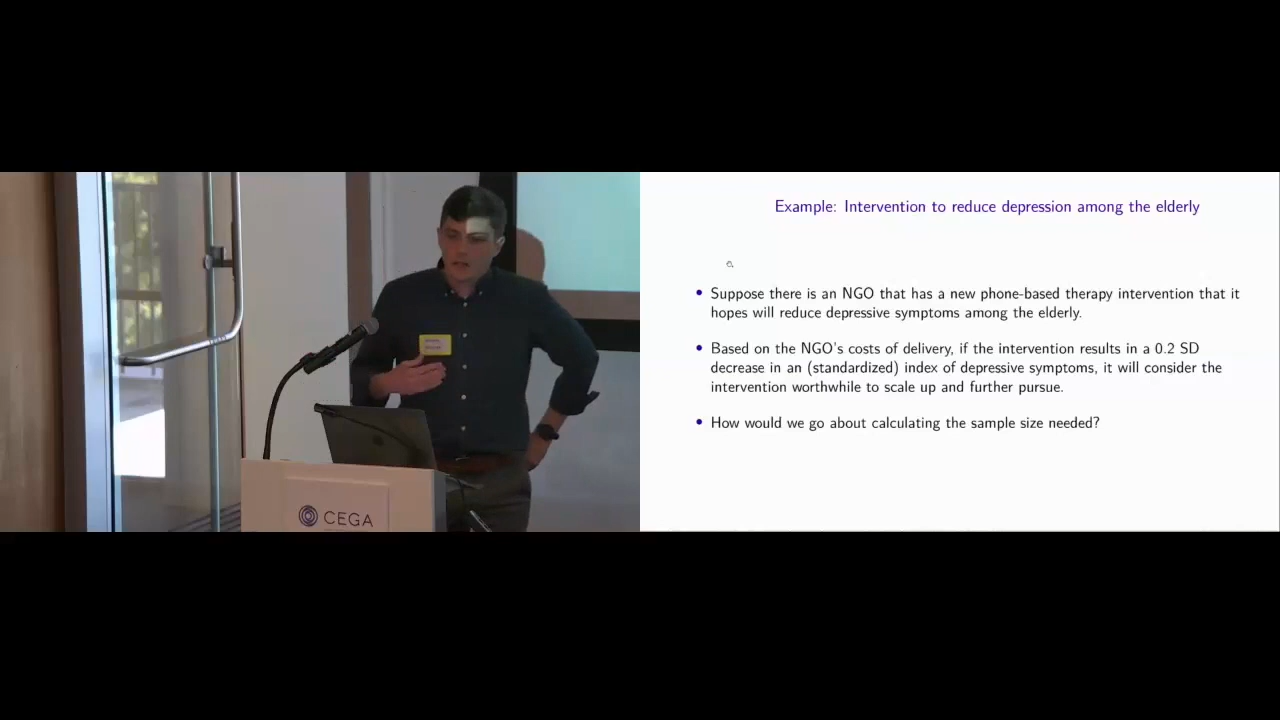 Example: Intervention to reduce depression among the elderly
• Suppose there is an NGO that has a new phone-based therapy intervention that it
hopes will reduce depressive symptoms among the elderly.
• Based on the NGO's costs of delivery, if the intervention results in a 0.2 SD
decrease in an (standardized) index of depressive symptoms, it will consider the
intervention worthwhile to scale up and further pursue.
• How would we go about calculating the sample size needed?
CEGA